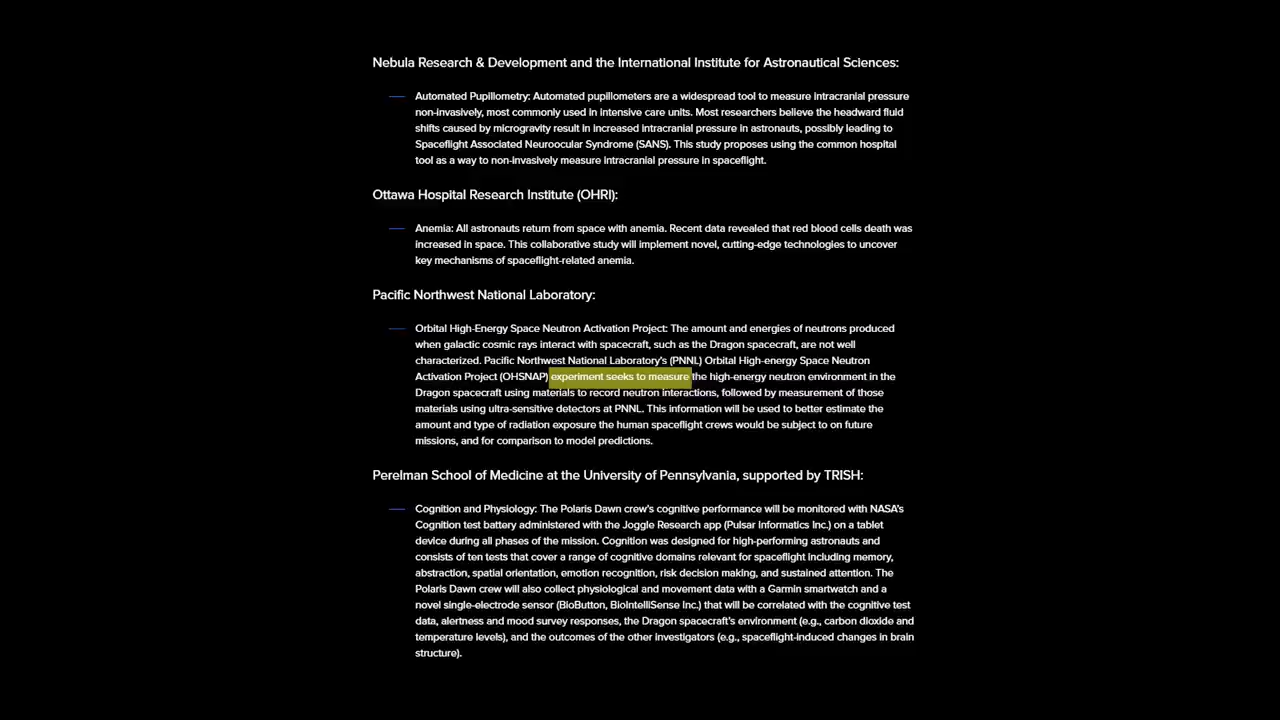 Nebula Research & Development and the International Institute for Astronautical Sciences:
Automated Pupillometry: Automated pupillometers are a widespread tool to measure intracranial pressure
non-invasively, most commonly used in intensive care units. Most researchers believe the headward fluid
shifts caused by microgravity result in increased intracranial pressure in astronauts, possibly leading to
Spaceflight Associated Neuroocular Syndrome (SANS). This study proposes using the common hospital
tool as a way to non-invasively measure intracranial pressure in spaceflight.
Ottawa Hospital Research Institute (OHRI):
Anemia: All astronauts return from space with anemia. Recent data revealed that red blood cells death was
increased in space. This collaborative study will implement novel, cutting-edge technologies to uncover
key mechanisms of spaceflight-related anemia.
Pacific Northwest National Laboratory:
Orbital High-Energy Space Neutron Activation Project: The amount and energies of neutrons produced
when galactic cosmic rays interact with spacecraft, such as the Dragon spacecraft, are not well
characterized. Pacific Northwest National Laboratory's (PNNL) Orbital High-energy Space Neutron
Activation Project (OHSNAP) experiment seeks to measure the high-energy neutron environment in the
Dragon spacecraft using materials to record neutron interactions, followed by measurement of those
materials using ultra-sensitive detectors at PNNL. This information will be used to better estimate the
amount and type of radiation exposure the human spaceflight crews would be subject to on future
missions, and for comparison to model predictions.
Perelman School of Medicine at the University of Pennsylvania, supported by TRISH:
Cognition and Physiology: The Polaris Dawn crew's cognitive performance will be monitored with NASA's
Cognition test battery administered with the Joggle Research app (Pulsar Informatics Inc.) on a tablet
device during all phases of the mission. Cognition was designed for high-performing astronauts and
consists of ten tests that cover a range of cognitive domains relevant for spaceflight including memory,
abstraction, spatial orientation, emotion recognition, risk decision making, and sustained attention. The
Polaris Dawn crew will also collect physiological and movement data with a Garmin smartwatch and a
novel single-electrode sensor (BioButton, BioIntelliSense Inc.) that will be correlated with the cognitive test
data, alertness and mood survey responses, the Dragon spacecraft's environment (e.g., carbon dioxide and
temperature levels), and the outcomes of the other investigators (e.g., spaceflight-induced changes in brain
structure).